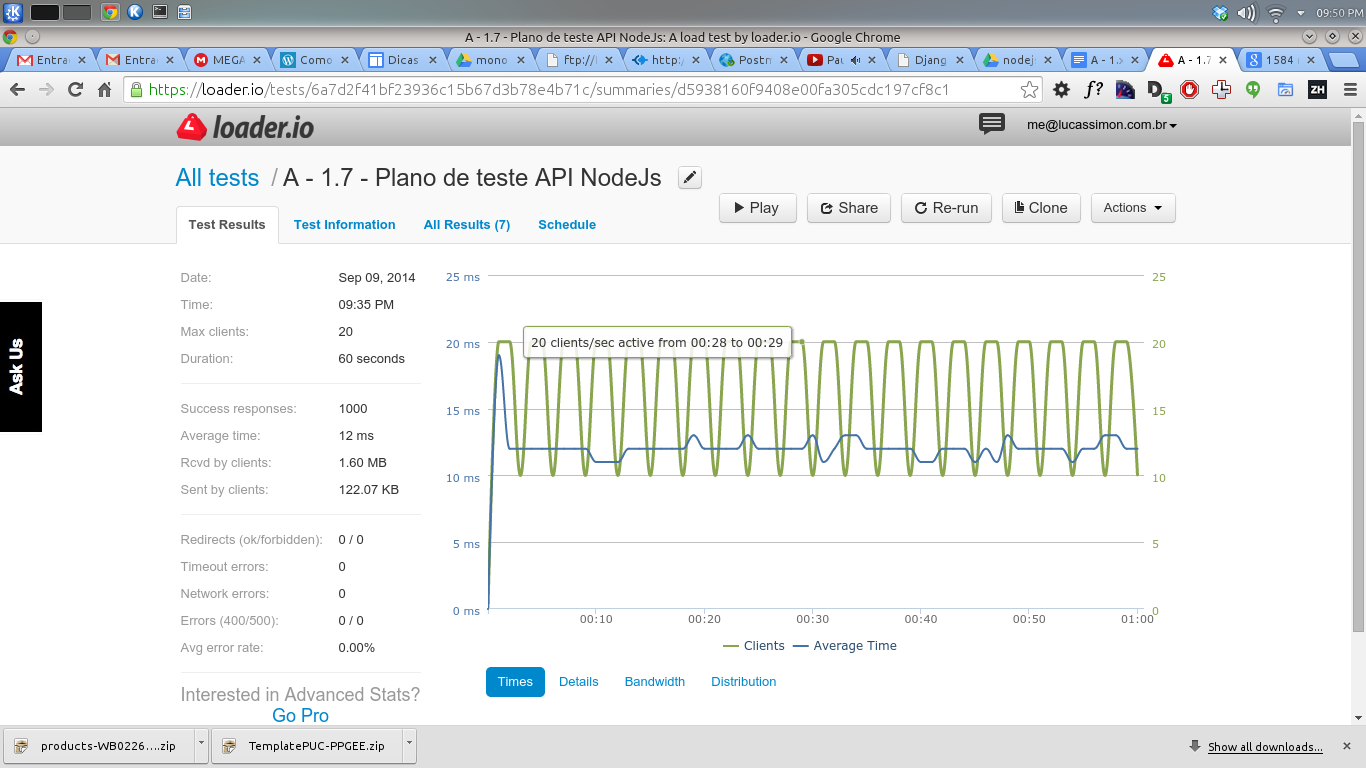 09:50 PM
A - 1.7 - Plano de teste API NodeJs: A load test by loader.io - Google Chrome
Entra
Entra
MEGA
Como
Dicas
mono
ftp://
http:
Postm
Pau
Djang
nodej
A - 1.
A - 1.7
1584
https://loader.io/tests/6a7d2f41bf23936c15b67d3b78e4b71c/summaries/d5938160f9408e00fa305cdc197cf8c1
f?
D 5
ZH
loader.io
me@lucassimon.com.br
All tests / A - 1.7 - Plano de teste API NodeJs
Play
Share
Re-run
Clone
Actions
Test Results
Test Information
All Results (7)
Schedule
Ask Us
Date: Sep 09, 2014
Time: 09:35 PM
Max clients: 20
Duration: 60 seconds
Success responses: 1000
Average time: 12 ms
Rcvd by clients: 1.60 MB
Sent by clients: 122.07 KB
Redirects (ok/forbidden): 0 / 0
Timeout errors: 0
Network errors: 0
Errors (400/500): 0 / 0
Avg error rate: 0.00%
Interested in Advanced Stats?
Go Pro
25 ms
20 ms
15 ms
10 ms
5 ms
0 ms
20 clients/sec active from 00:28 to 00:29
25
20
15
10
5
0
00:10
00:20
00:30
00:40
00:50
01:00
Clients
Average Time
Times
Details
Bandwidth
Distribution
products-WB0226....zip
TemplatePUC-PPGEE.zip
Show all downloads...